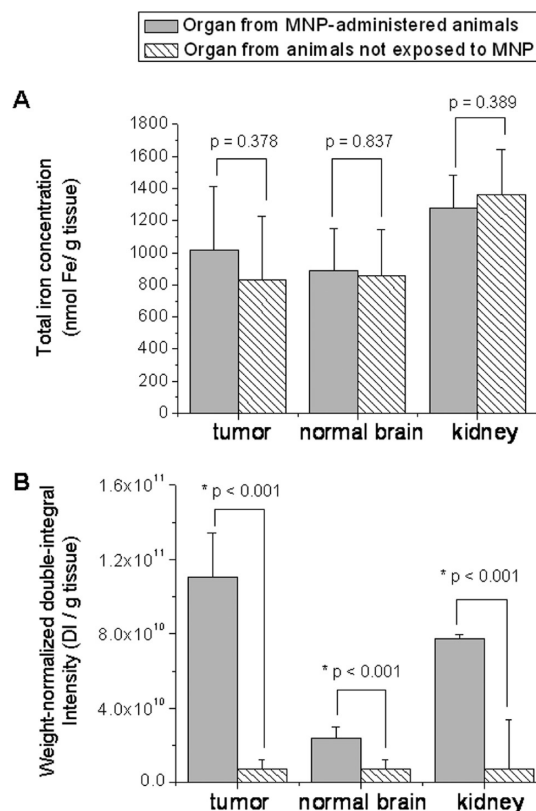 Organ from MNP-administered animals
Organ from animals not exposed to MNP
A
Total iron concentration
(nmol Fe/ g tissue)
1800
1600
1400
1200
1000
800
600
400
200
0
p = 0.378
p = 0.837
p = 0.389
tumor normal brain kidney
B
Weight-normalized double-integral
Intensity (DI / g tissue)
1.6x10¹¹
1.2x10¹¹
8.0x10¹⁰
4.0x10¹⁰
0.0
* p < 0.001
* p < 0.001
* p < 0.001
tumor normal brain kidney